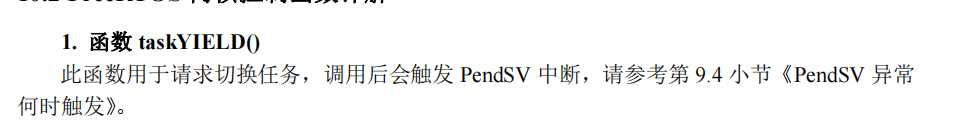 1. 函数 taskYIELD()
此函数用于请求切换任务，调用后会触发 PendSV 中断，请参考第 9.4 小节《PendSV 异常
何时触发》。